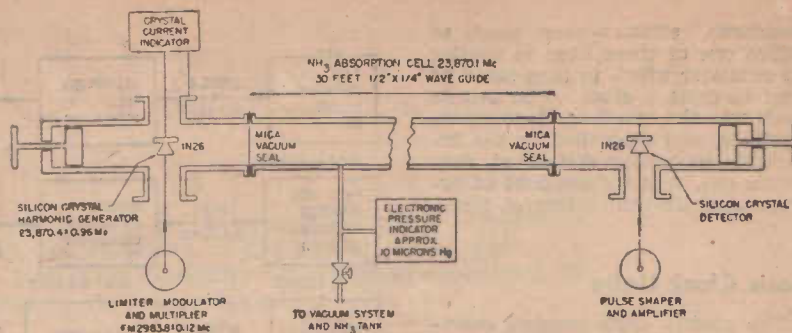 CRYSTAL
CURRENT
INDICATOR
NH3 ABSORPTION CELL 23,870.1 Mc
30 FEET 1/2" X 1/4" WAVE GUIDE
1N26
MICA
VACUUM
SEAL
MICA
VACUUM
SEAL
1N26
SILICON CRYSTAL
HARMONIC GENERATOR
23,870.4±0.96 Mc
ELECTRONIC
PRESSURE
INDICATOR
APPROX.
10 MICRONS Hg
SILICON CRYSTAL
DETECTOR
LIMITER MODULATOR
AND MULTIPLIER
FM 2983.8±0.12 Mc
TO VACUUM SYSTEM
AND NH3 TANK
PULSE SHAPER
AND AMPLIFIER